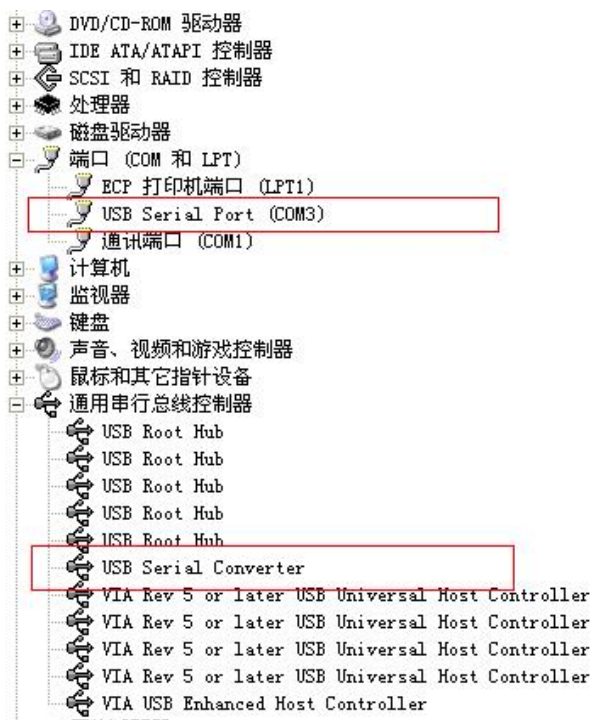 DVD/CD-ROM 驱动器
IDE ATA/ATAPI 控制器
SCSI 和 RAID 控制器
处理器
磁盘驱动器
端口 (COM 和 LPT)
ECP 打印机端口 (LPT1)
USB Serial Port (COM3)
通讯端口 (COM1)
计算机
监视器
键盘
声音、视频和游戏控制器
鼠标和其它指针设备
通用串行总线控制器
USB Root Hub
USB Root Hub
USB Root Hub
USB Root Hub
USB Root Hub
USB Serial Converter
VIA Rev 5 or later USB Universal Host Controller
VIA Rev 5 or later USB Universal Host Controller
VIA Rev 5 or later USB Universal Host Controller
VIA Rev 5 or later USB Universal Host Controller
VIA USB Enhanced Host Controller